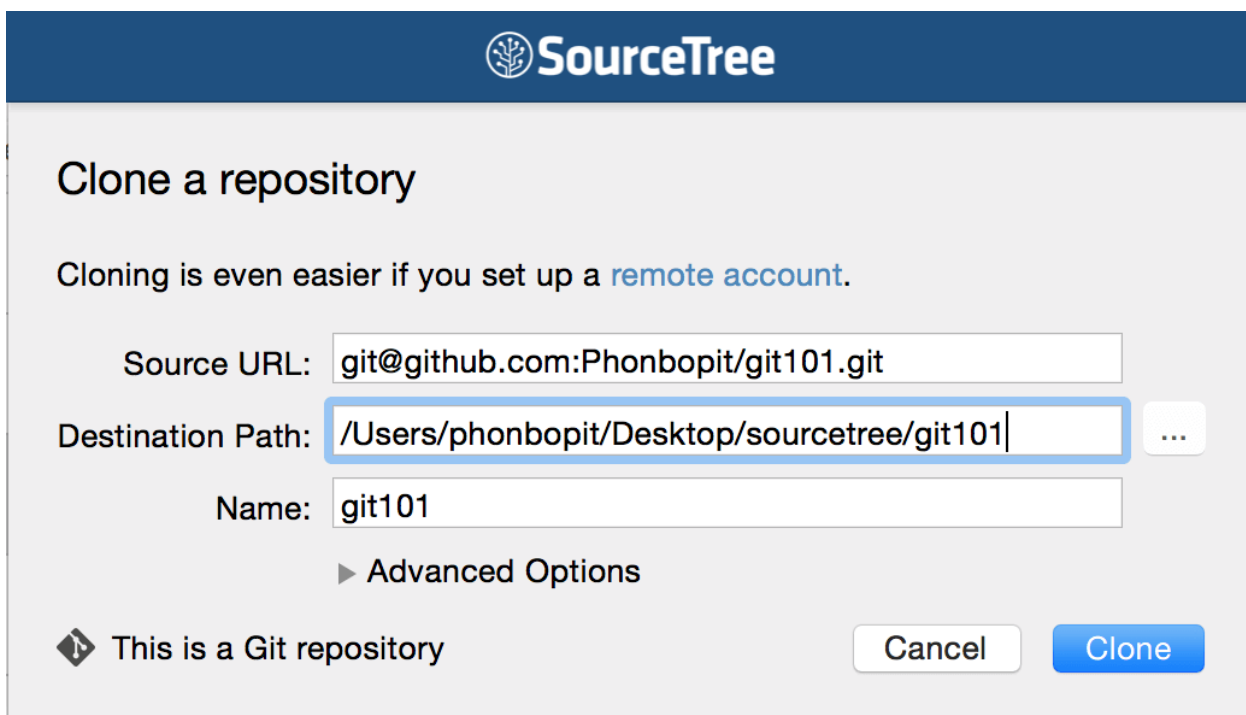 SourceTree
Clone a repository
Cloning is even easier if you set up a remote account.
Source URL: git@github.com:Phonbopit/git101.git
Destination Path: /Users/phonbopit/Desktop/sourcetree/git101 ...
Name: git101
Advanced Options
This is a Git repository Cancel Clone